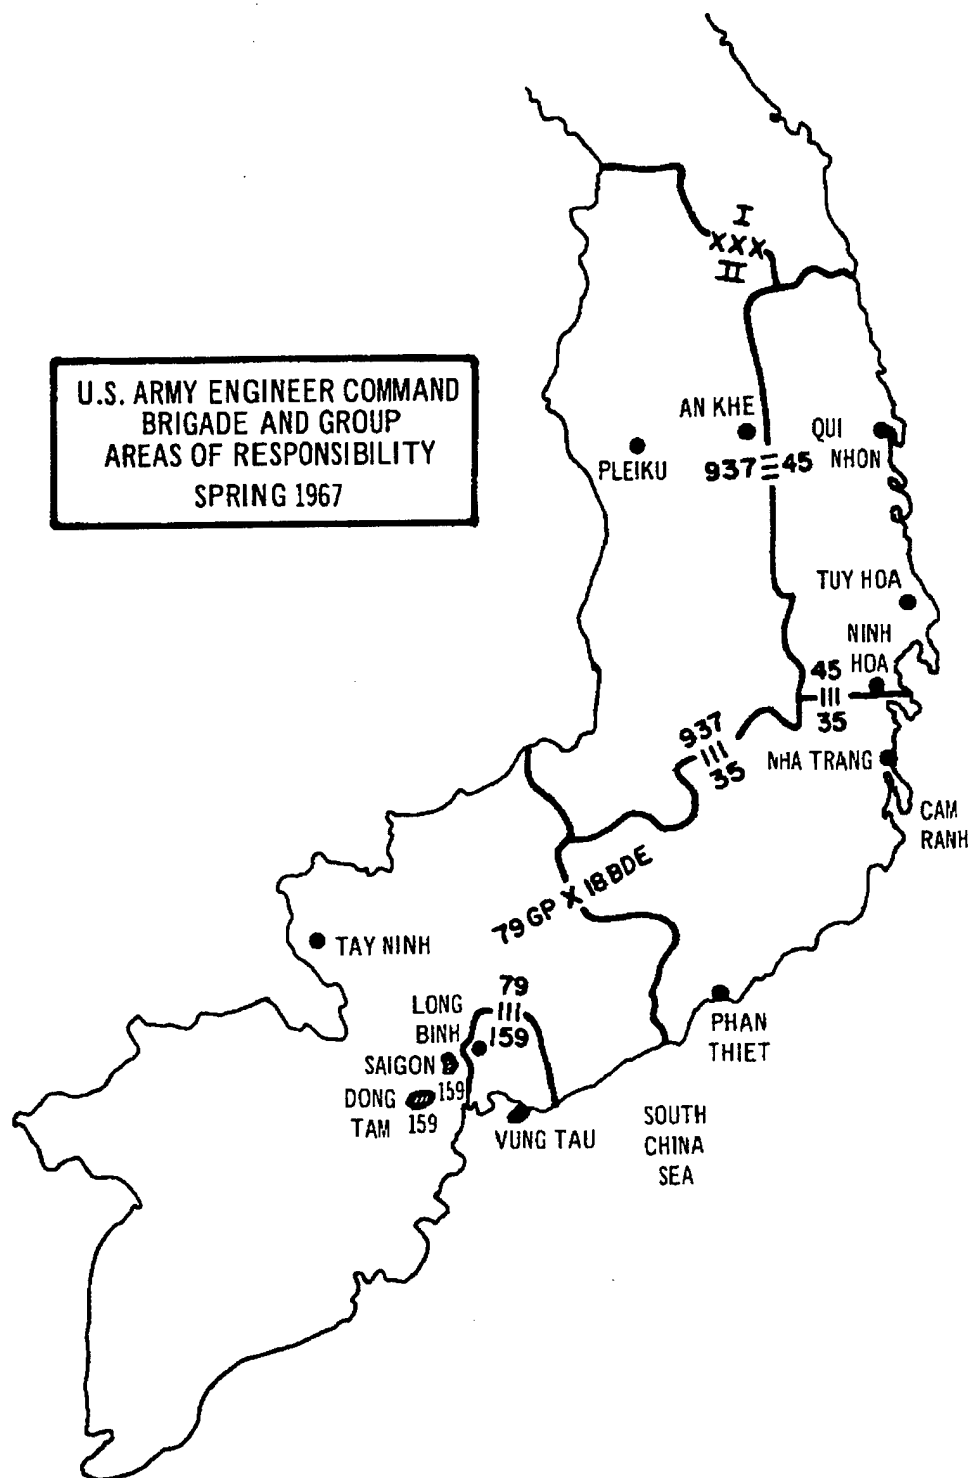 I
XXX
II
U.S. ARMY ENGINEER COMMAND
BRIGADE AND GROUP
AREAS OF RESPONSIBILITY
SPRING 1967
AN KHE
QUI
NHON
PLEIKU
937 III 45
TUY HOA
NINH
HOA
45
III
35
937
III
35
NHA TRANG
CAM
RANH
79 GP X 18 BDE
TAY NINH
79
III
159
LONG
BINH
PHAN
THIET
SAIGON
159
DONG
TAM
159
VUNG TAU
SOUTH
CHINA
SEA